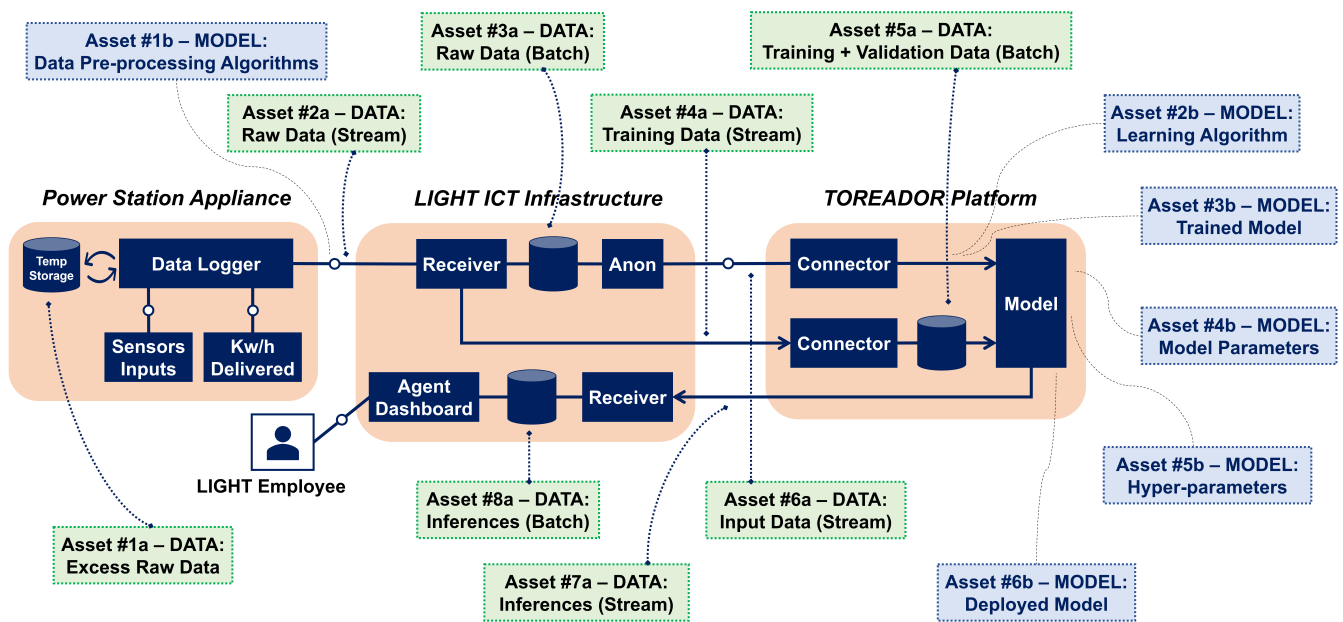 Asset #1b – MODEL:
Data Pre-processing Algorithms
Asset #2a – DATA:
Raw Data (Stream)
Asset #3a – DATA:
Raw Data (Batch)
Asset #4a – DATA:
Training Data (Stream)
Asset #5a – DATA:
Training + Validation Data (Batch)
Asset #2b – MODEL:
Learning Algorithm
Asset #3b – MODEL:
Trained Model
Power Station Appliance
LIGHT ICT Infrastructure
TOREADOR Platform
Temp
Storage
Data Logger
Receiver
Anon
Connector
Model
Sensors
Inputs
Kw/h
Delivered
Connector
Agent
Dashboard
Receiver
LIGHT Employee
Asset #4b – MODEL:
Model Parameters
Asset #5b – MODEL:
Hyper-parameters
Asset #8a – DATA:
Inferences (Batch)
Asset #6a – DATA:
Input Data (Stream)
Asset #1a – DATA:
Excess Raw Data
Asset #7a – DATA:
Inferences (Stream)
Asset #6b – MODEL:
Deployed Model